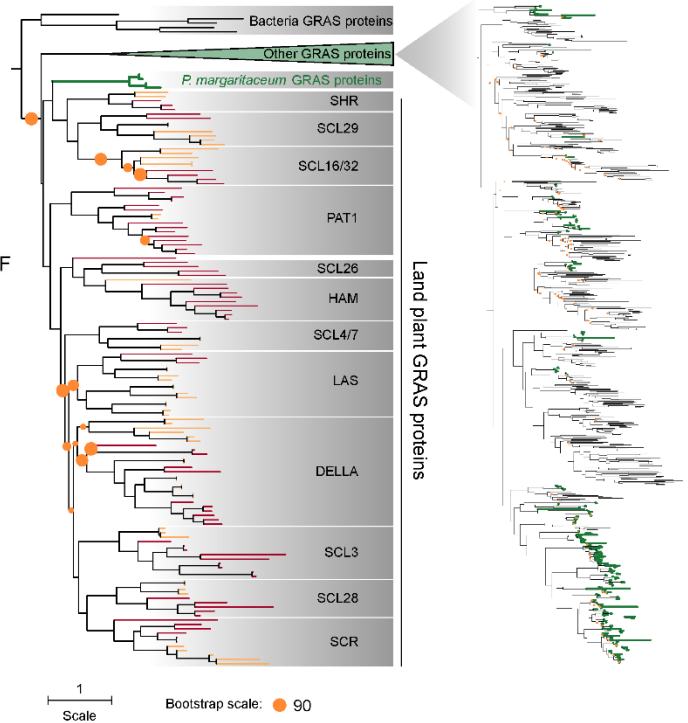 Bacteria GRAS proteins
Other GRAS proteins
P. margaritaceum GRAS proteins
SHR
SCL29
SCL16/32
PAT1
F
SCL26
HAM
SCL4/7
LAS
DELLA
SCL3
SCL28
SCR
Land plant GRAS proteins
1
Scale
Bootstrap scale: 90